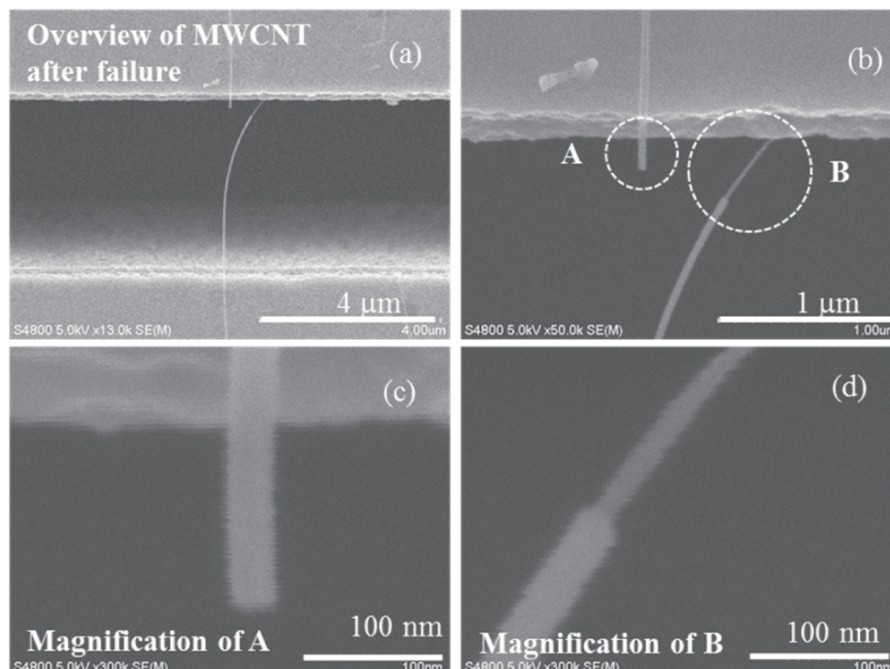 Overview of MWCNT
after failure
(a)
4 μm
S4800 5.0kV x13.0k SE(M)
4.00um
(b)
A
B
1 μm
S4800 5.0kV x50.0k SE(M)
1.00um
(c)
100 nm
Magnification of A
S4800 5.0kV x300k SE(M)
100nm
(d)
100 nm
Magnification of B
S4800 5.0kV x300k SE(M)
100nm